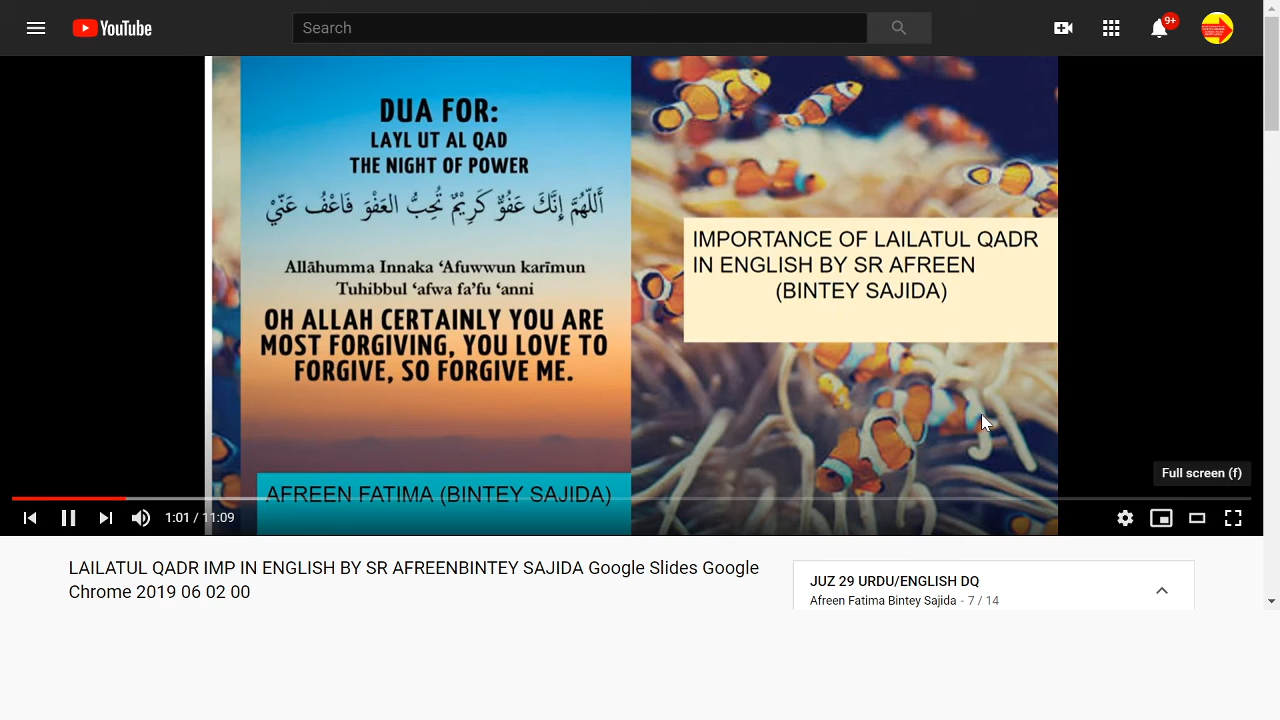 YouTube
Search
9+
DUA FOR:
LAYL UT AL QAD
THE NIGHT OF POWER
أَللّٰهُمَّ إِنَّكَ عَفُوٌّ كَرِيْمٌ تُحِبُّ العَفْوَ فَاعْفُ عَنّيْ
Allāhumma Innaka ‘Afuwwun karīmun
Tuhibbul ‘afwa fa’fu ‘anni
OH ALLAH CERTAINLY YOU ARE
MOST FORGIVING, YOU LOVE TO
FORGIVE, SO FORGIVE ME.
AFREEN FATIMA (BINTEY SAJIDA)
IMPORTANCE OF LAILATUL QADR
IN ENGLISH BY SR AFREEN
(BINTEY SAJIDA)
Full screen (f)
1:01 / 11:09
LAILATUL QADR IMP IN ENGLISH BY SR AFREENBINTEY SAJIDA Google Slides Google
Chrome 2019 06 02 00
JUZ 29 URDU/ENGLISH DQ
Afreen Fatima Bintey Sajida - 7 / 14